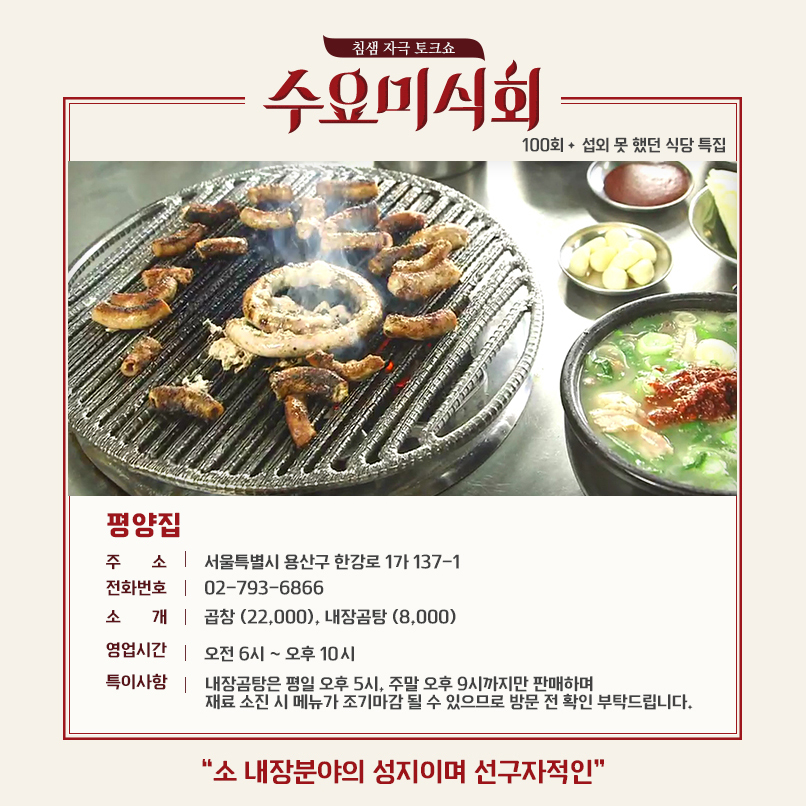 침샘 자극 토크쇼
수요미식회
100회 + 섭외 못 했던 식당 특집
평양집
주 소 | 서울특별시 용산구 한강로 1가 137-1
전화번호 | 02-793-6866
소 개 | 곱창 (22,000), 내장곰탕 (8,000)
영업시간 | 오전 6시 ~ 오후 10시
특이사항 | 내장곰탕은 평일 오후 5시, 주말 오후 9시까지만 판매하며
재료 소진 시 메뉴가 조기마감 될 수 있으므로 방문 전 확인 부탁드립니다.
“소 내장분야의 성지이며 선구자적인”